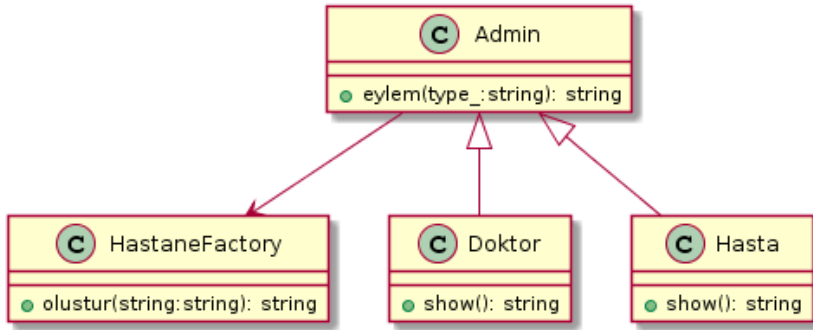 C Admin
eylem(type_:string): string
C HastaneFactory
olustur(string:string): string
C Doktor
show(): string
C Hasta
show(): string